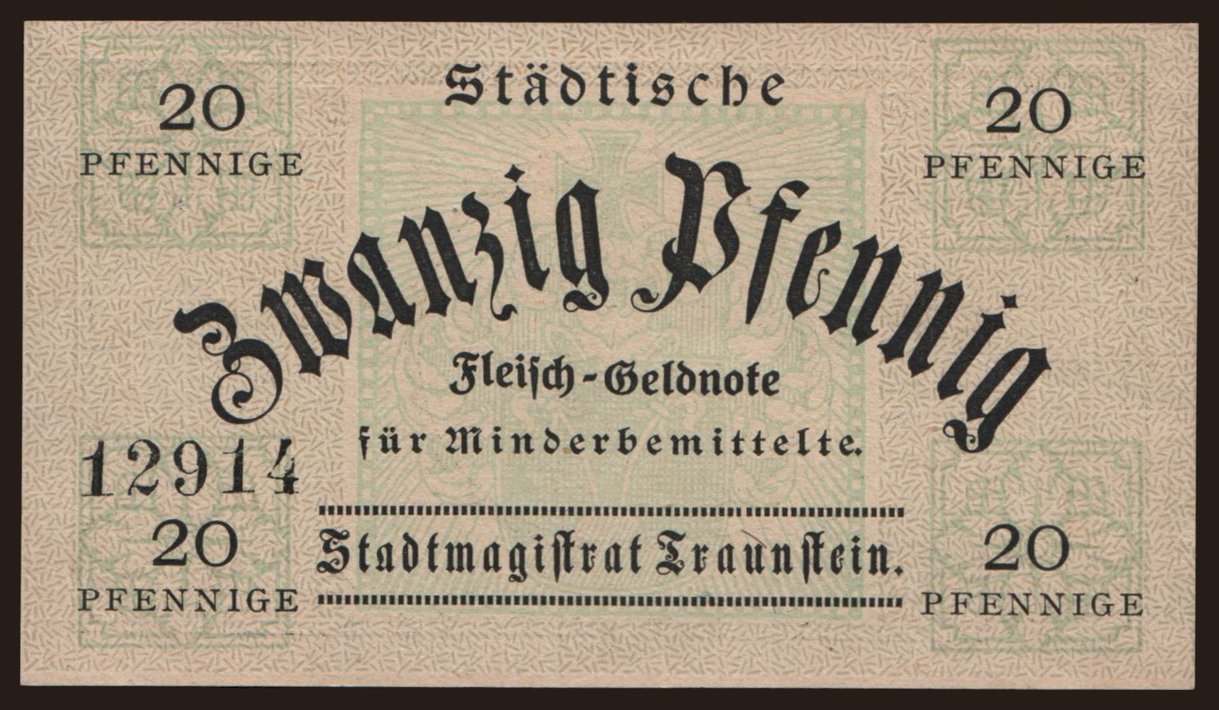 Städtische
20
PFENNIGE
20
PFENNIGE
Zwanzig Pfennig
Fleisch-Geldnote
für Minderbemittelte.
12914
Stadtmagistrat Traunstein.
20
PFENNIGE
20
PFENNIGE